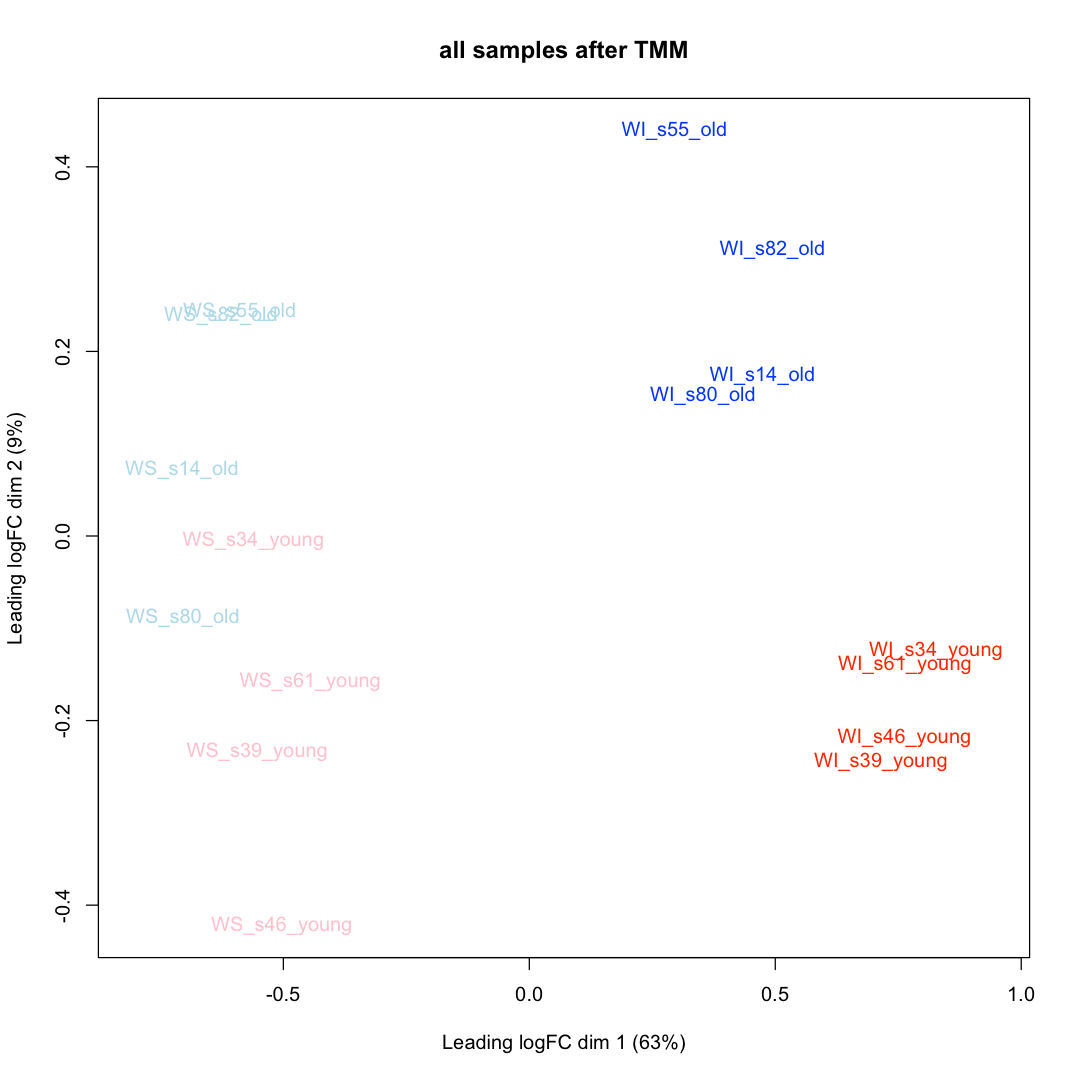 all samples after TMM
WI_s55_old
WI_s82_old
WS_s55_old
WS_s82_old
WI_s14_old
WI_s80_old
WS_s14_old
WS_s34_young
WS_s80_old
WI_s34_young
WI_s61_young
WS_s61_young
WI_s46_young
WS_s39_young
WI_s39_young
WS_s46_young
0.4
0.2
0.0
-0.2
-0.4
Leading logFC dim 2 (9%)
-0.5 0.0 0.5 1.0
Leading logFC dim 1 (63%)